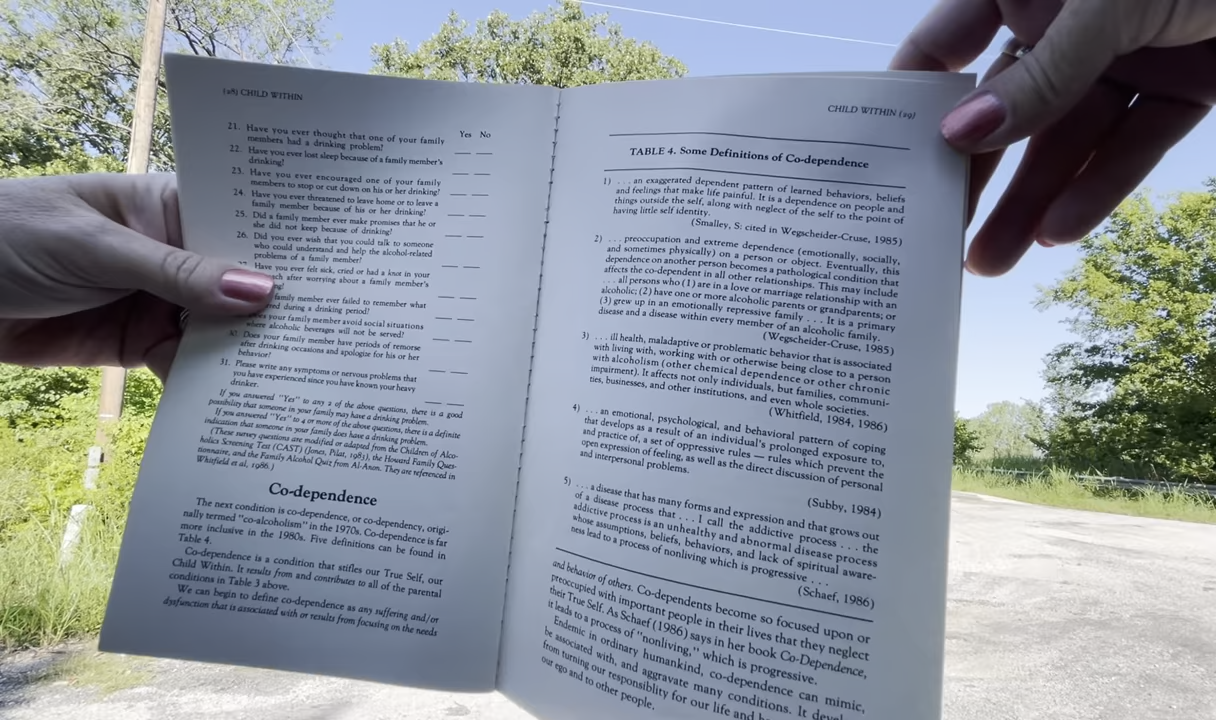 (28) CHILD WITHIN
Yes No
21. Have you ever thought that one of your family
members had a drinking problem?
22. Have you ever lost sleep because of a family member's
drinking?
23. Have you ever encouraged one of your family
members to stop or cut down on his or her drinking?
24. Have you ever threatened to leave home or to leave a
family member because of his or her drinking?
25. Did a family member ever make promises that he or
she did not keep because of drinking?
26. Did you ever wish that you could talk to someone
who could understand and help the alcohol-related
problems of a family member?
Have you ever felt sick, cried or had a knot in your
after worrying about a family member's
family member ever failed to remember what
during a drinking period?
your family member avoid social situations
where alcoholic beverages will not be served?
Does your family member have periods of remorse
after drinking occasions and apologize for his or her
behavior?
31. Please write any symptoms or nervous problems that
you have experienced since you have known your heavy
drinker.
If you answered "Yes" to any 2 of the above questions, there is a good
possibility that someone in your family may have a drinking problem.
If you answered "Yes" to 4 or more of the above questions, there is a definite
indication that someone in your family does have a drinking problem.
(These survey questions are modified or adapted from the Children of Alco-
holics Screening Test (CAST) (Jones, Pilat, 1983), the Howard Family Ques-
tionnaire, and the Family Alcohol Quiz from Al-Anon. They are referenced in
Whitfield et al, 1986.)
Co-dependence
The next condition is co-dependence, or co-dependency, origi-
nally termed "co-alcoholism" in the 1970s. Co-dependence is far
more inclusive in the 1980s. Five definitions can be found in
Table 4.
Co-dependence is a condition that stifles our True Self, our
Child Within. It results from and contributes to all of the parental
conditions in Table 3 above.
We can begin to define co-dependence as any suffering and/or
dysfunction that is associated with or results from focusing on the needs
CHILD WITHIN (29)
TABLE 4. Some Definitions of Co-dependence
1) . . . an exaggerated dependent pattern of learned behaviors, beliefs
and feelings that make life painful. It is a dependence on people and
things outside the self, along with neglect of the self to the point of
having little self identity.
(Smalley, S: cited in Wegscheider-Cruse, 1985)
2) . . . preoccupation and extreme dependence (emotionally, socially,
and sometimes physically) on a person or object. Eventually, this
dependence on another person becomes a pathological condition that
affects the co-dependent in all other relationships. This may include
. . . all persons who (1) are in a love or marriage relationship with an
alcoholic; (2) have one or more alcoholic parents or grandparents; or
(3) grew up in an emotionally repressive family . . . It is a primary
disease and a disease within every member of an alcoholic family.
(Wegscheider-Cruse, 1985)
3) . . . ill health, maladaptive or problematic behavior that is associated
with living with, working with or otherwise being close to a person
with alcoholism (other chemical dependence or other chronic
impairment). It affects not only individuals, but families, communi-
ties, businesses, and other institutions, and even whole societies.
(Whitfield, 1984, 1986)
4) . . . an emotional, psychological, and behavioral pattern of coping
that develops as a result of an individual's prolonged exposure to,
and practice of, a set of oppressive rules — rules which prevent the
open expression of feeling, as well as the direct discussion of personal
and interpersonal problems.
(Subby, 1984)
5) . . . a disease that has many forms and expression and that grows out
of a disease process that . . . I call the addictive process . . . the
addictive process is an unhealthy and abnormal disease process
whose assumptions, beliefs, behaviors, and lack of spiritual aware-
ness lead to a process of nonliving which is progressive . . .
(Schaef, 1986)
and behavior of others. Co-dependents become so focused upon or
preoccupied with important people in their lives that they neglect
their True Self. As Schaef (1986) says in her book Co-Dependence,
it leads to a process of "nonliving," which is progressive.
Endemic in ordinary humankind, co-dependence can mimic,
be associated with, and aggravate many conditions. It
from turning our responsiblity for our life and
our ego and to other people.